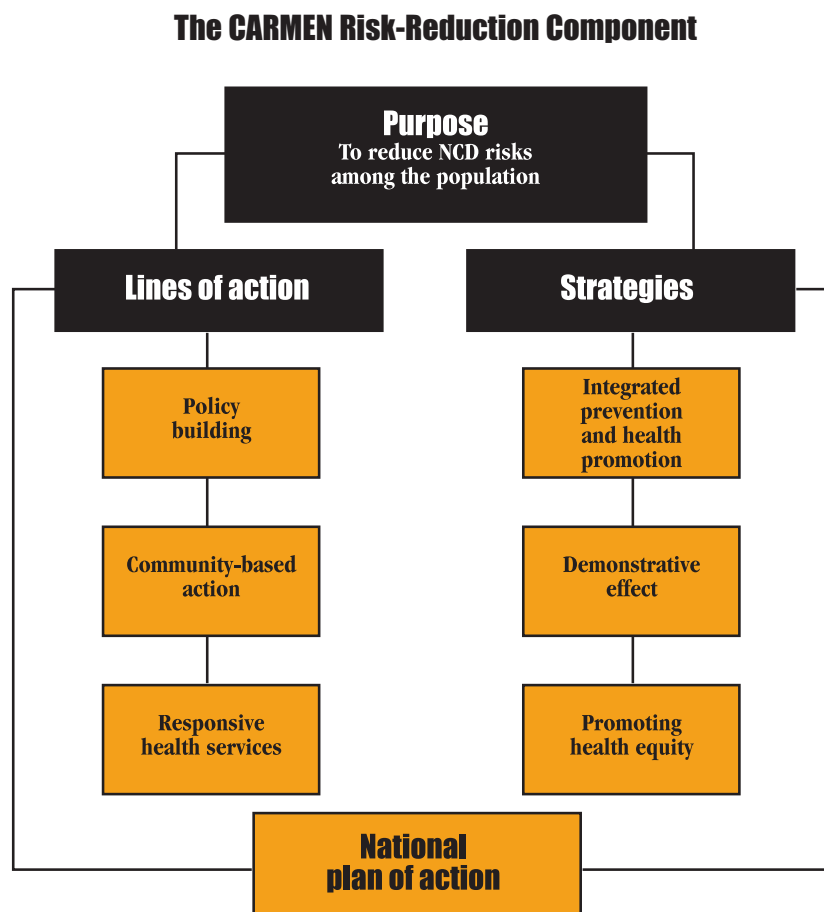 The CARMEN Risk-Reduction Component
Purpose
To reduce NCD risks
among the population
Lines of action
Strategies
Policy
building
Integrated
prevention
and health
promotion
Community-based
action
Demonstrative
effect
Responsive
health services
Promoting
health equity
National
plan of action